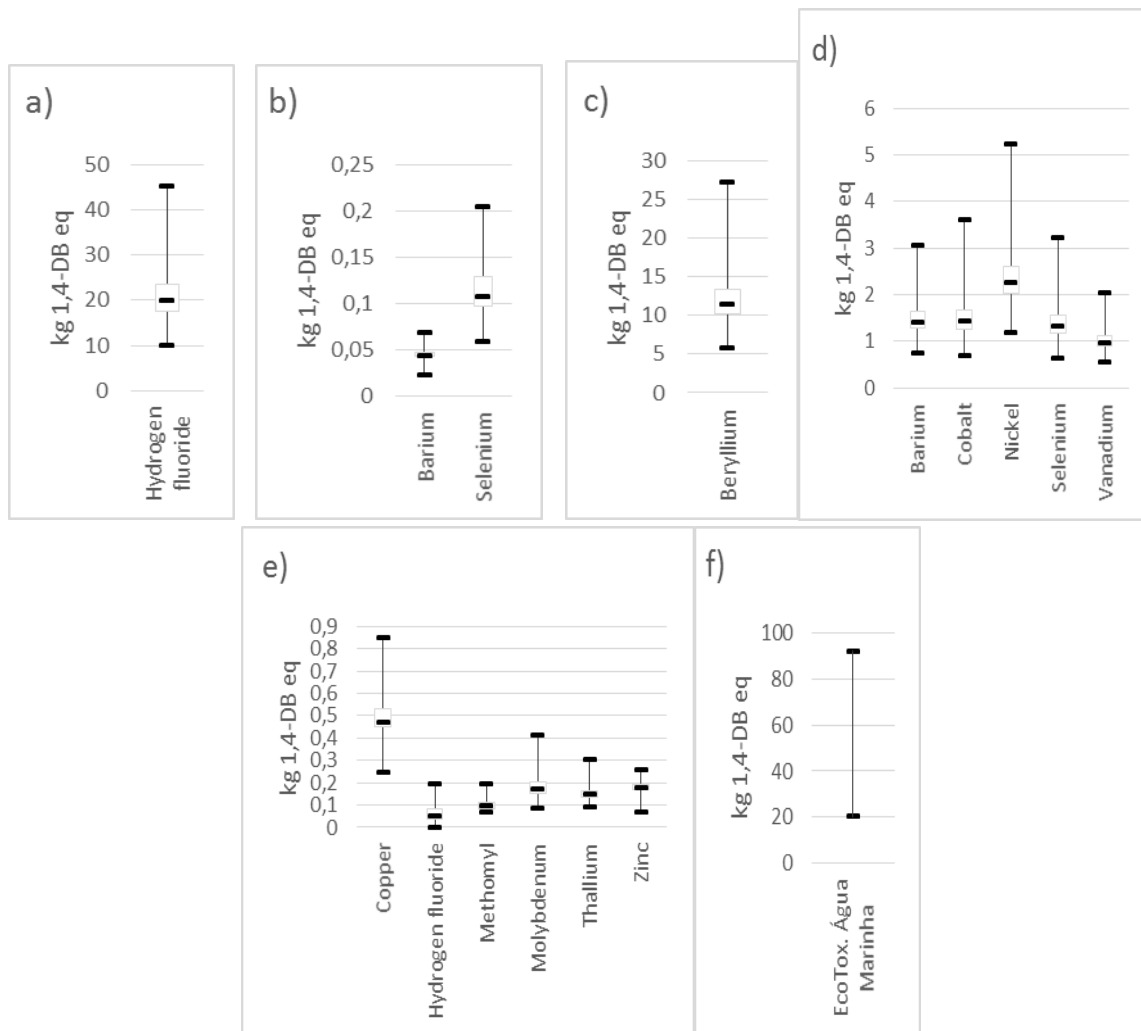 a)
kg 1,4-DB eq
50
40
30
20
10
0
Hydrogen
fluoride
b)
kg 1,4-DB eq
0,25
0,2
0,15
0,1
0,05
0
Barium
Selenium
c)
kg 1,4-DB eq
30
25
20
15
10
5
0
Beryllium
d)
kg 1,4-DB eq
6
5
4
3
2
1
0
Barium
Cobalt
Nickel
Selenium
Vanadium
e)
kg 1,4-DB eq
0,9
0,8
0,7
0,6
0,5
0,4
0,3
0,2
0,1
0
Copper
Hydrogen fluoride
Methomyl
Molybdenum
Thallium
Zinc
f)
kg 1,4-DB eq
100
80
60
40
20
0
EcoTox. Água
Marinha